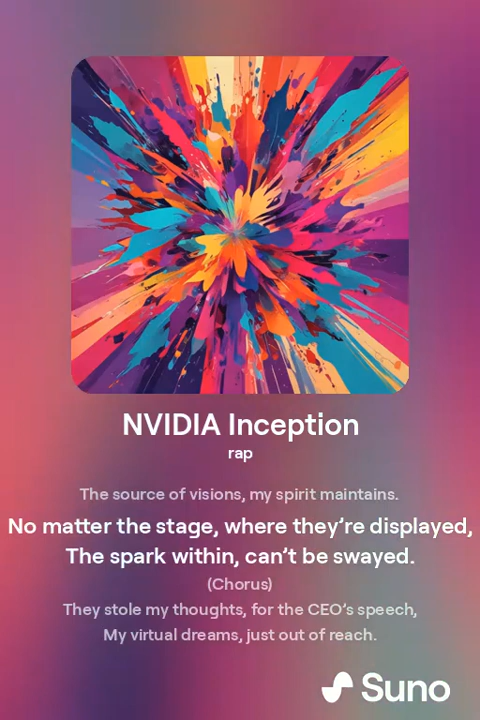 NVIDIA Inception
rap
The source of visions, my spirit maintains.
No matter the stage, where they’re displayed,
The spark within, can’t be swayed.
(Chorus)
They stole my thoughts, for the CEO’s speech,
My virtual dreams, just out of reach.
Suno